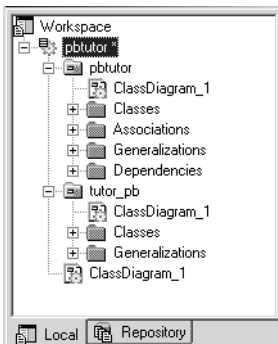 Workspace
pbtutor *
pbtutor
ClassDiagram_1
Classes
Associations
Generalizations
Dependencies
tutor_pb
ClassDiagram_1
Classes
Generalizations
ClassDiagram_1
Local Repository